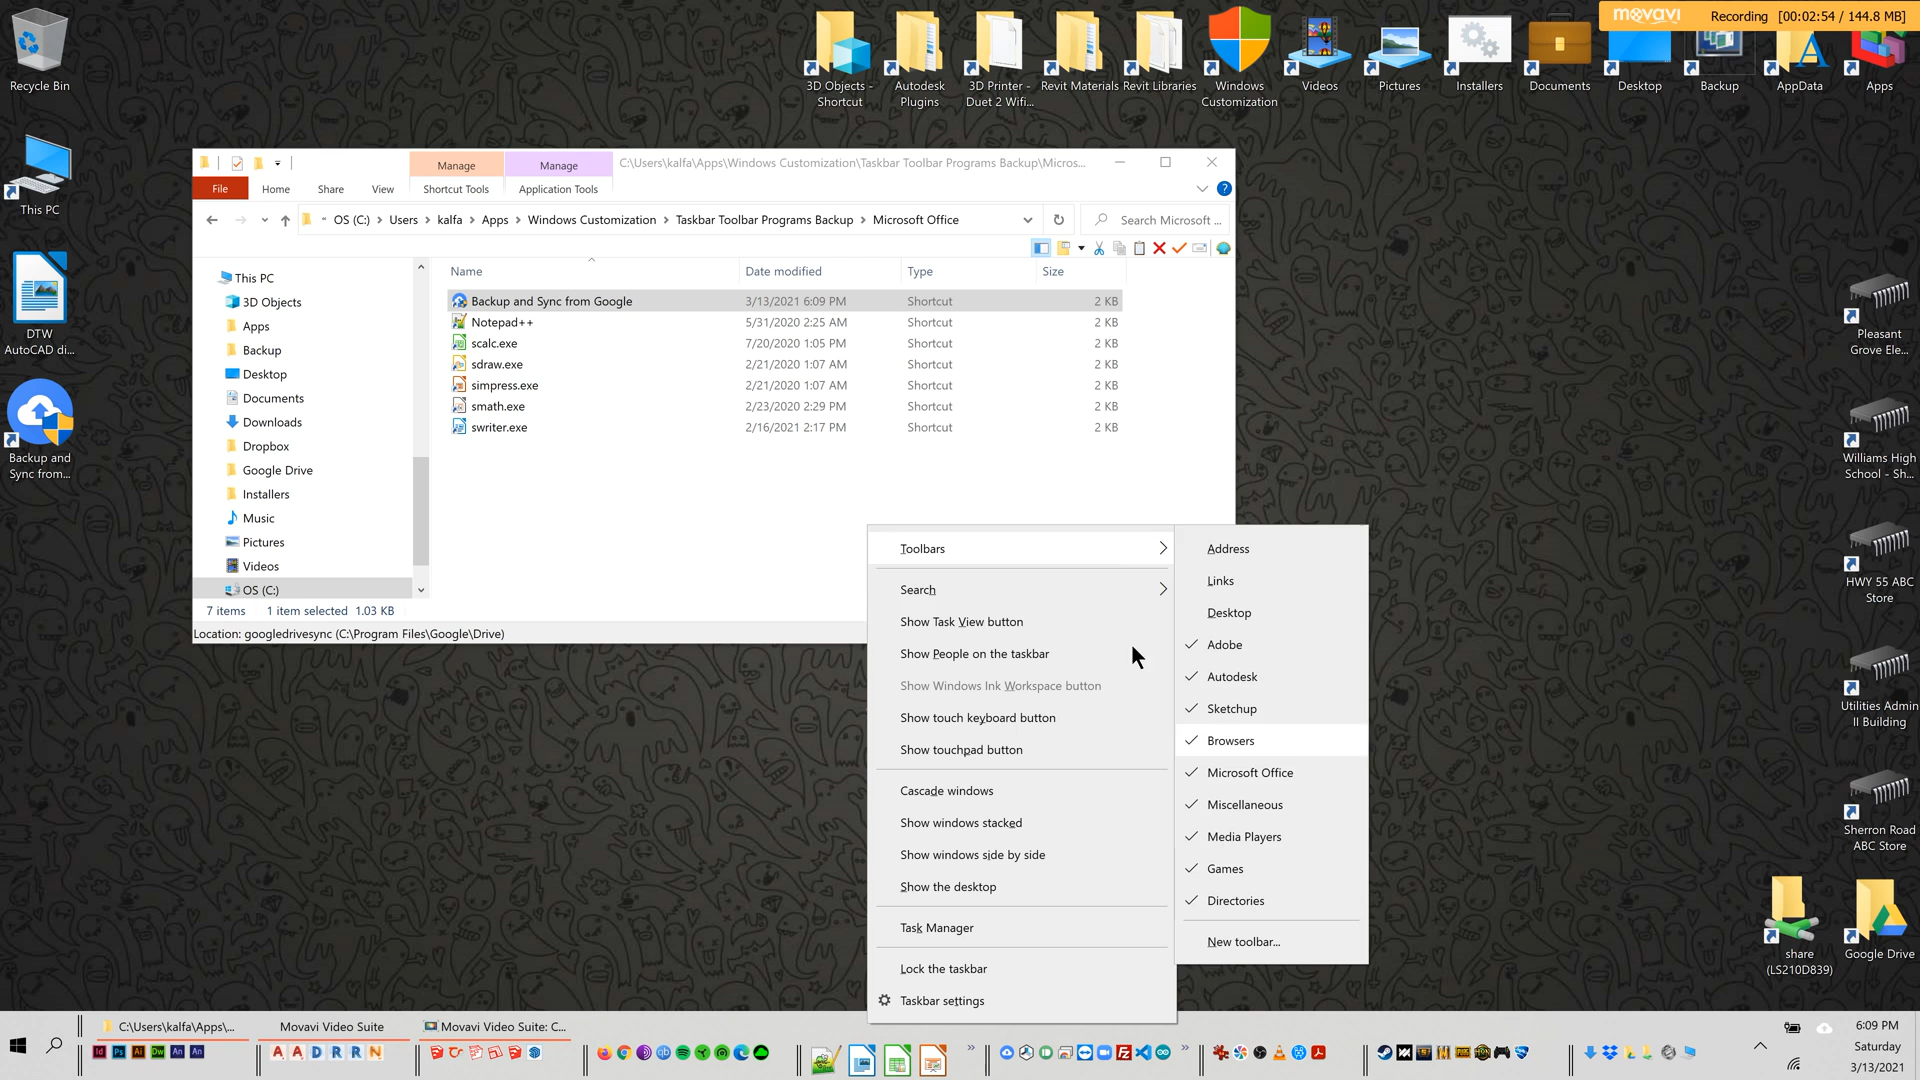 movavi
Recording [00:02:54 / 144.8 MB]
Recycle Bin
3D Objects -
Shortcut
Autodesk
Plugins
3D Printer -
Duet 2 Wifi...
Revit Materials
Revit Libraries
Windows
Customization
Videos
Pictures
Installers
Documents
Desktop
Backup
AppData
Apps
This PC
DTW
AutoCAD di...
Backup and
Sync from...
Manage
Manage
C:\Users\kalfa\Apps\Windows Customization\Taskbar Toolbar Programs Backup\Micros...
File
Home
Share
View
Shortcut Tools
Application Tools
OS (C:) > Users > kalfa > Apps > Windows Customization > Taskbar Toolbar Programs Backup > Microsoft Office
Search Microsoft ...
This PC
3D Objects
Apps
Backup
Desktop
Documents
Downloads
Dropbox
Google Drive
Installers
Music
Pictures
Videos
OS (C:)
Name Date modified Type Size
Backup and Sync from Google 3/13/2021 6:09 PM Shortcut 2 KB
Notepad++ 5/31/2020 2:25 AM Shortcut 2 KB
scalc.exe 7/20/2020 1:05 PM Shortcut 2 KB
sdraw.exe 2/21/2020 1:07 AM Shortcut 2 KB
simpress.exe 2/21/2020 1:07 AM Shortcut 2 KB
smath.exe 2/23/2020 2:29 PM Shortcut 2 KB
swriter.exe 2/16/2021 2:17 PM Shortcut 2 KB
7 items 1 item selected 1.03 KB
Location: googledrivesync (C:\Program Files\Google\Drive)
Toolbars
Search
Show Task View button
Show People on the taskbar
Show Windows Ink Workspace button
Show touch keyboard button
Show touchpad button
Cascade windows
Show windows stacked
Show windows side by side
Show the desktop
Task Manager
Lock the taskbar
Taskbar settings
Address
Links
Desktop
Adobe
Autodesk
Sketchup
Browsers
Microsoft Office
Miscellaneous
Media Players
Games
Directories
New toolbar...
Pleasant
Grove Ele...
Williams High
School - Sh...
HWY 55 ABC
Store
Utilities Admin
II Building
Sherron Road
ABC Store
share
(LS210D839)
Google Drive
C:\Users\kalfa\Apps\...
Movavi Video Suite
Movavi Video Suite: C...
6:09 PM
Saturday
3/13/2021